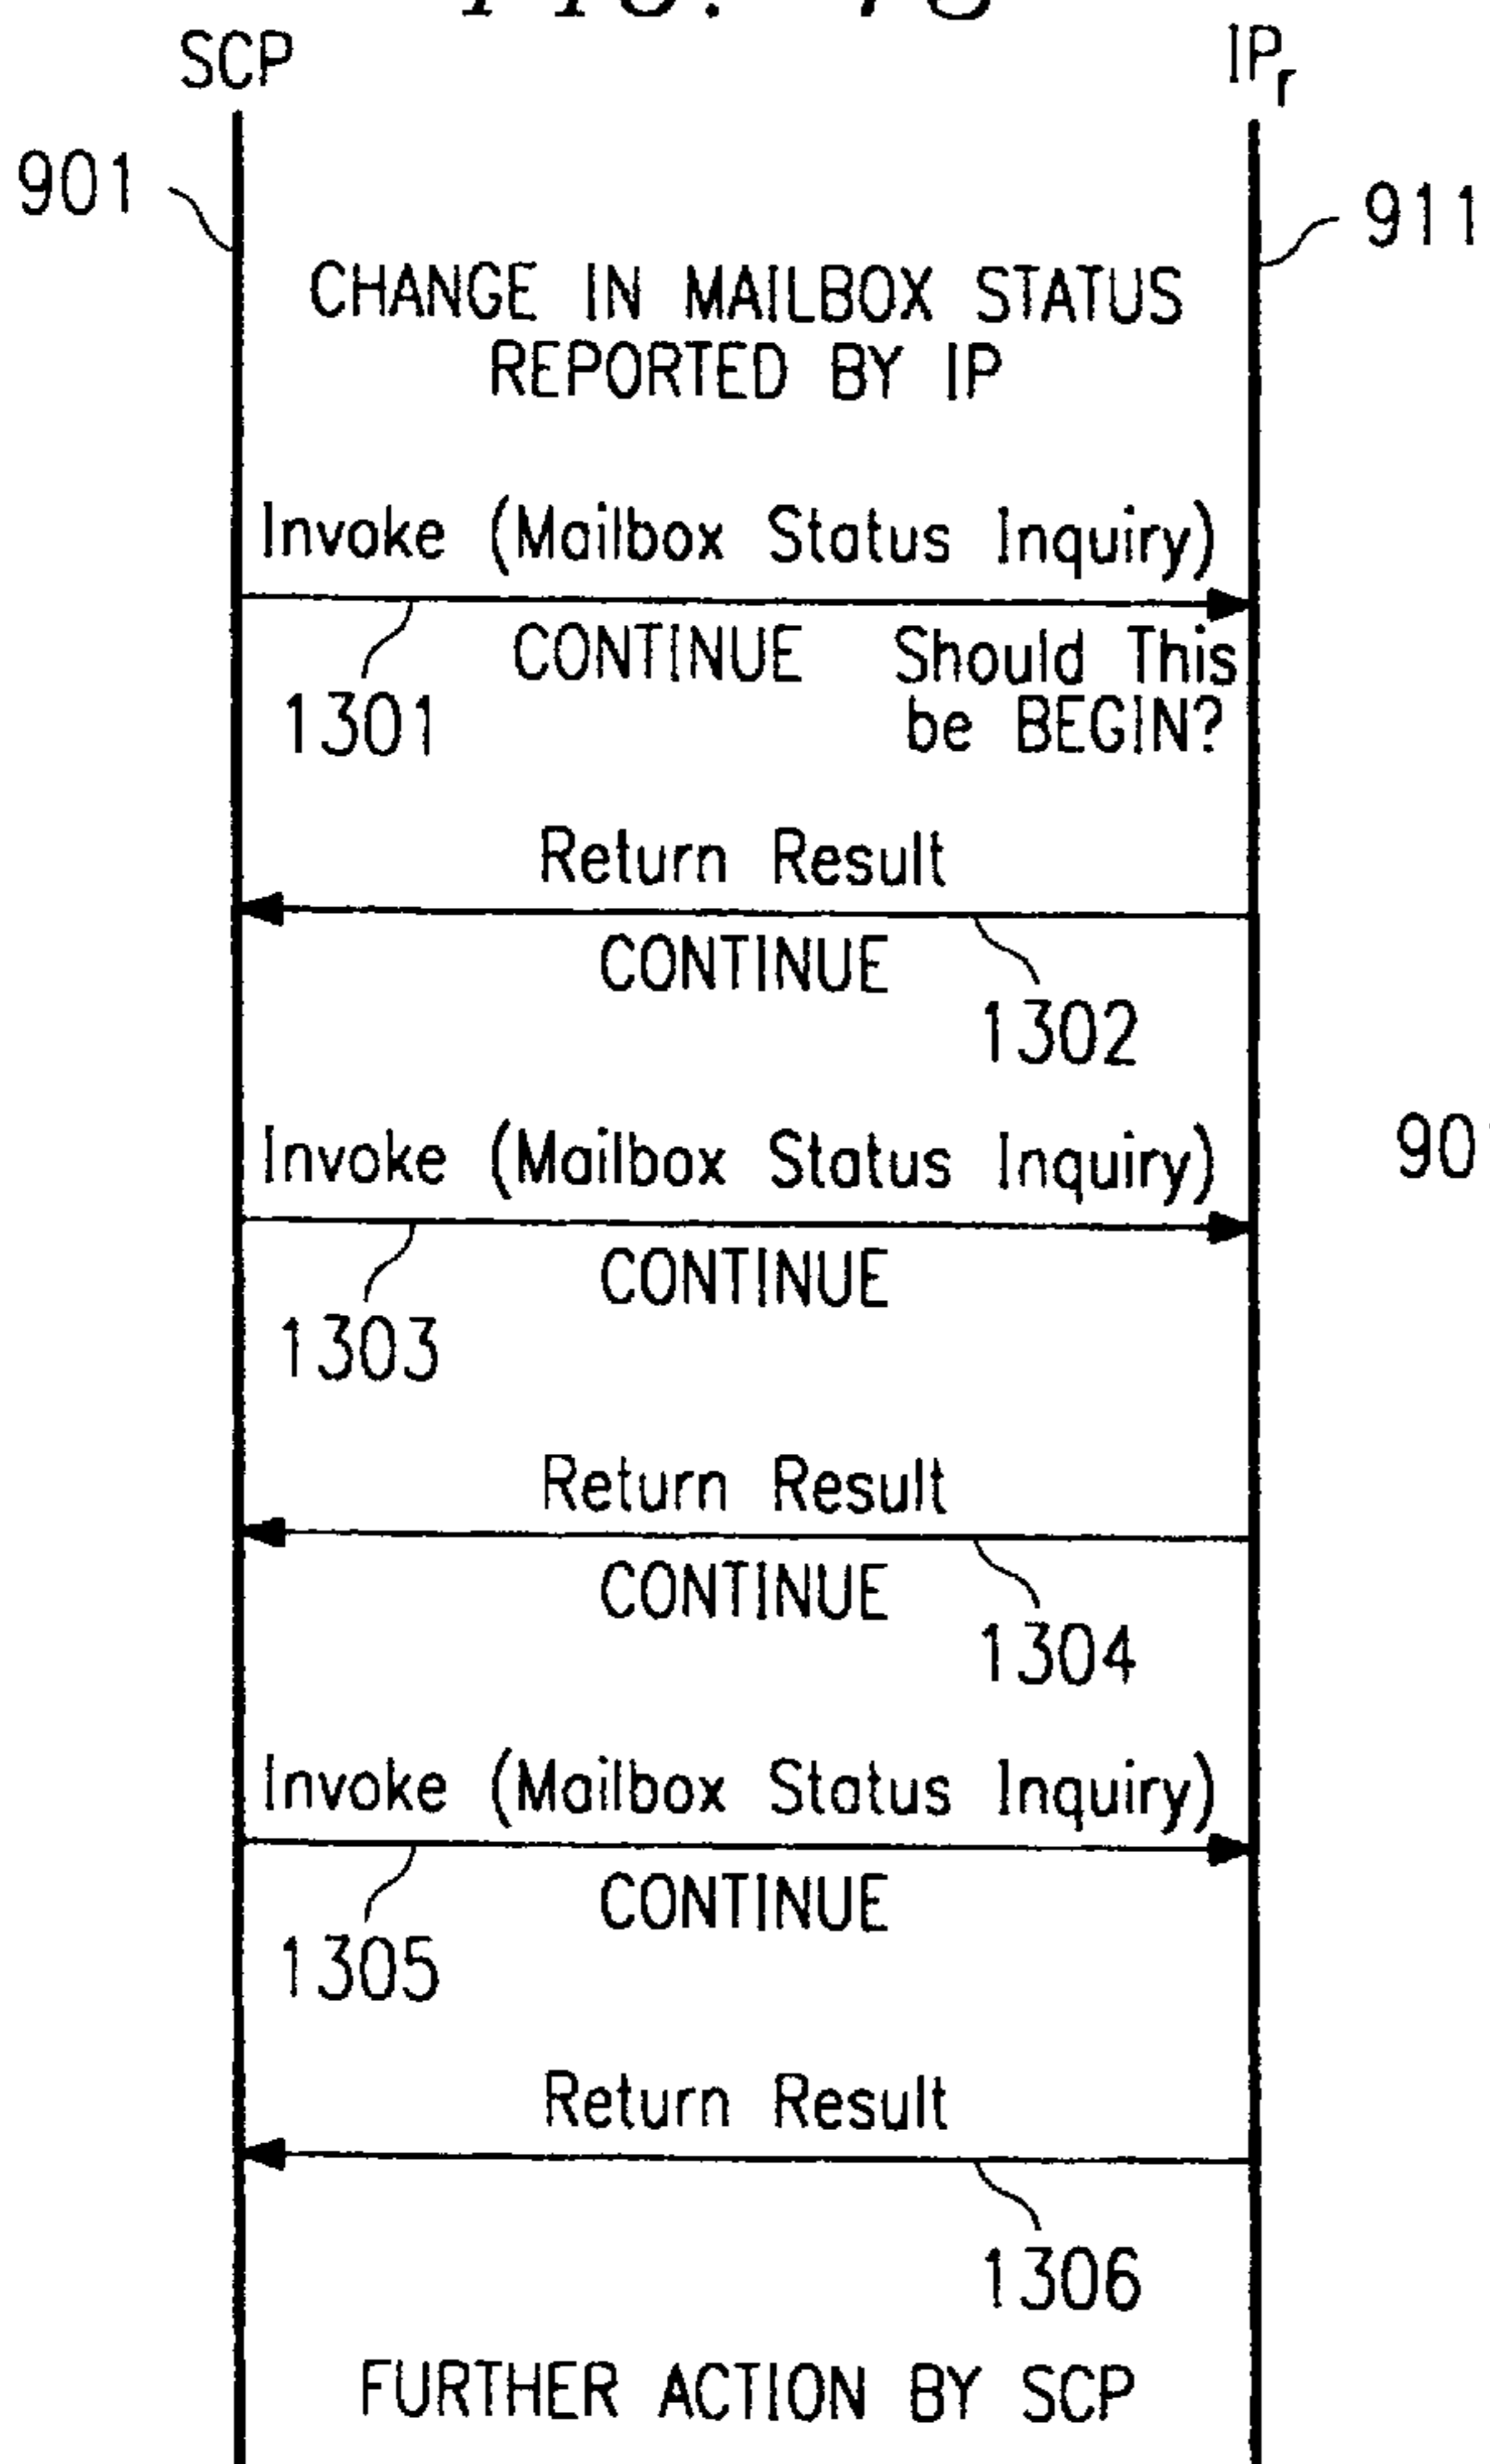 SCP
IPr
901
911
CHANGE IN MAILBOX STATUS
REPORTED BY IP
Invoke (Mailbox Status Inquiry)
CONTINUE Should This
be BEGIN?
1301
Return Result
CONTINUE
1302
Invoke (Mailbox Status Inquiry)
CONTINUE
1303
Return Result
CONTINUE
1304
Invoke (Mailbox Status Inquiry)
CONTINUE
1305
Return Result
1306
FURTHER ACTION BY SCP